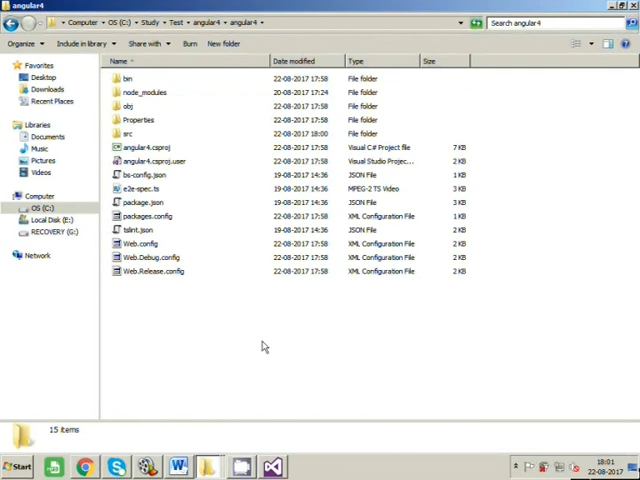 angular4
Computer ▸ OS (C:) ▸ Study ▸ Test ▸ angular4 ▸ angular4 ▸
Search angular4
Organize Include in library Share with Burn New folder
Name Date modified Type Size
Favorites
Desktop
Downloads
Recent Places
Libraries
Documents
Music
Pictures
Videos
Computer
OS (C:)
Local Disk (E:)
RECOVERY (G:)
Network
bin 22-08-2017 17:58 File folder
node_modules 20-08-2017 17:24 File folder
obj 22-08-2017 17:58 File folder
Properties 22-08-2017 17:58 File folder
src 22-08-2017 18:00 File folder
angular4.csproj 22-08-2017 17:58 Visual C# Project file 7 KB
angular4.csproj.user 22-08-2017 17:58 Visual Studio Projec... 2 KB
bs-config.json 19-08-2017 14:36 JSON File 1 KB
e2e-spec.ts 19-08-2017 14:36 MPEG-2 TS Video 1 KB
package.json 19-08-2017 14:36 JSON File 3 KB
packages.config 22-08-2017 17:58 XML Configuration File 1 KB
tslint.json 19-08-2017 14:36 JSON File 3 KB
Web.config 22-08-2017 17:58 XML Configuration File 2 KB
Web.Debug.config 22-08-2017 17:58 XML Configuration File 2 KB
Web.Release.config 22-08-2017 17:58 XML Configuration File 2 KB
15 items
Start
18:01
22-08-2017